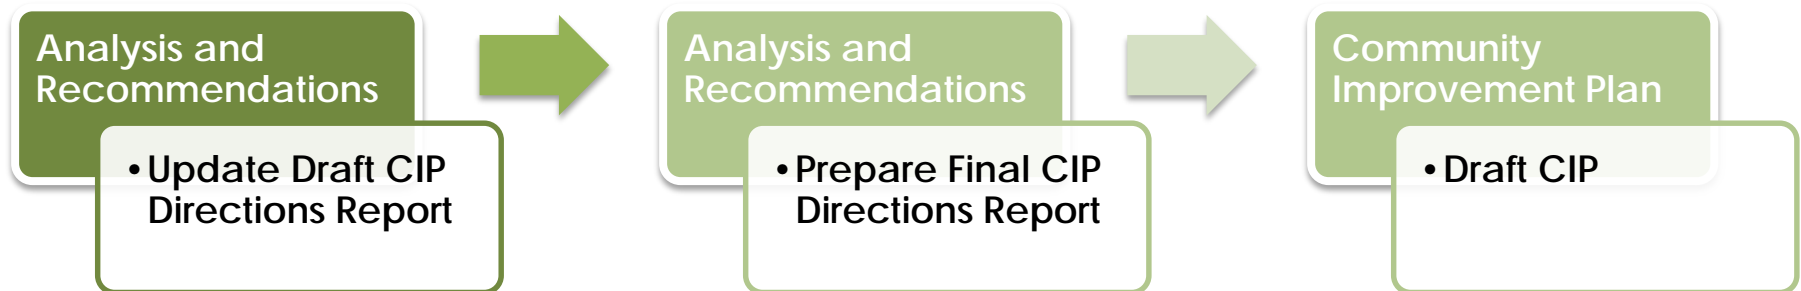 Analysis and
Recommendations
• Update Draft CIP
Directions Report
Analysis and
Recommendations
• Prepare Final CIP
Directions Report
Community
Improvement Plan
• Draft CIP